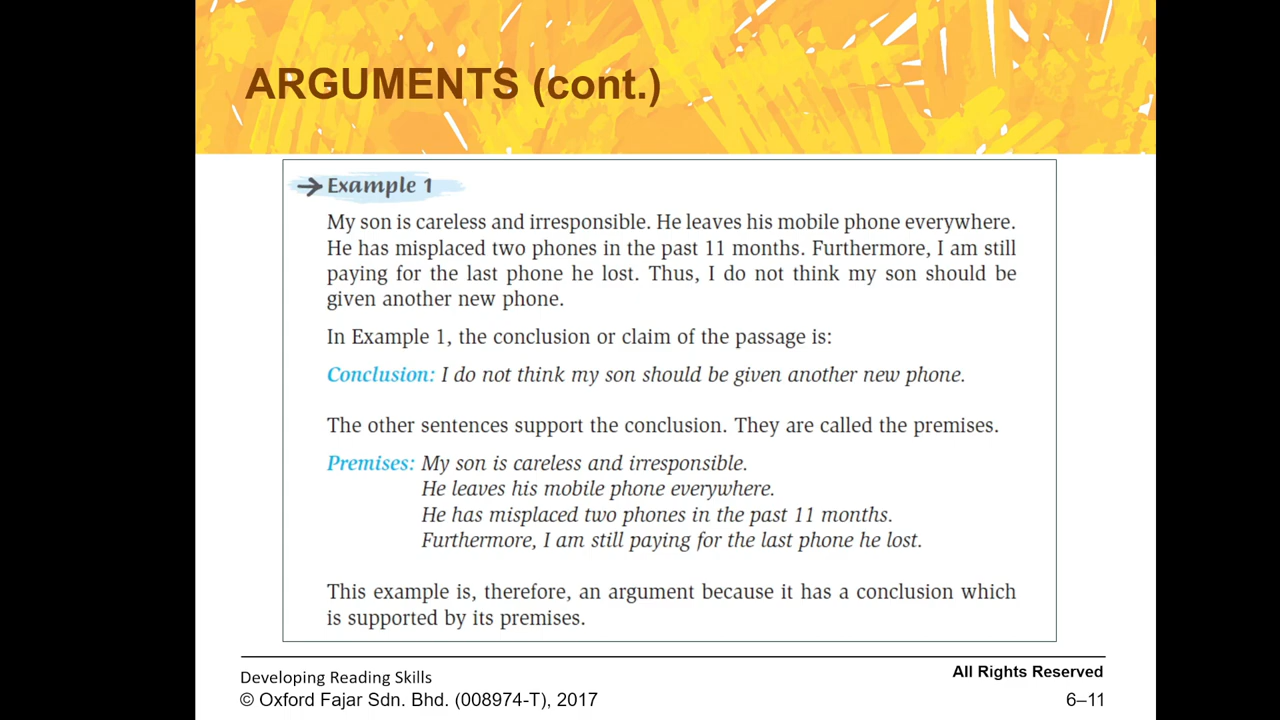 ARGUMENTS (cont.)
Example 1
My son is careless and irresponsible. He leaves his mobile phone everywhere.
He has misplaced two phones in the past 11 months. Furthermore, I am still
paying for the last phone he lost. Thus, I do not think my son should be
given another new phone.
In Example 1, the conclusion or claim of the passage is:
Conclusion: I do not think my son should be given another new phone.
The other sentences support the conclusion. They are called the premises.
Premises: My son is careless and irresponsible.
He leaves his mobile phone everywhere.
He has misplaced two phones in the past 11 months.
Furthermore, I am still paying for the last phone he lost.
This example is, therefore, an argument because it has a conclusion which
is supported by its premises.
Developing Reading Skills
All Rights Reserved
© Oxford Fajar Sdn. Bhd. (008974-T), 2017
6–11